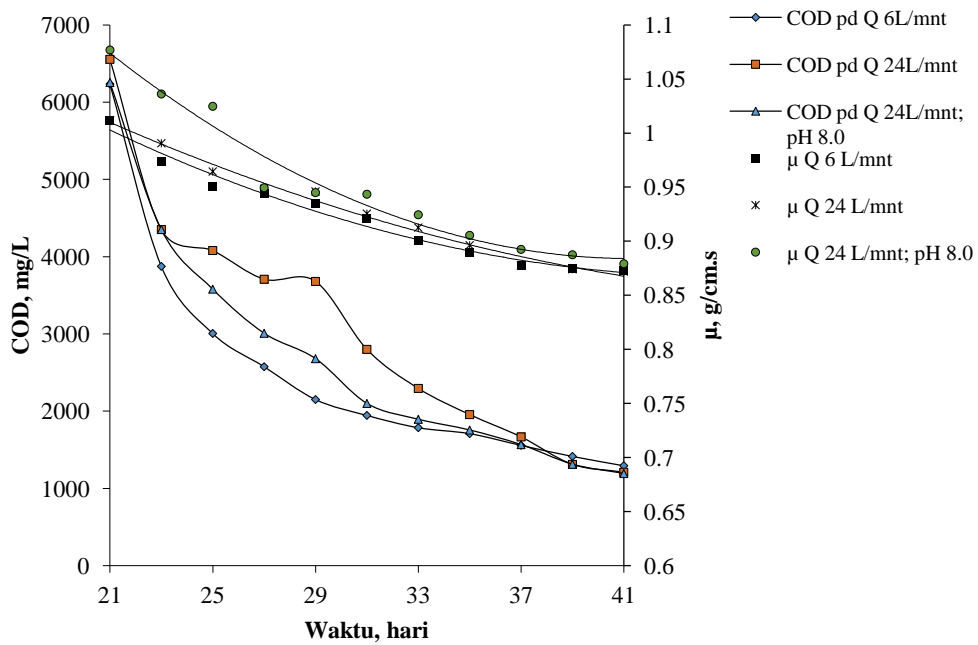 7000
6000
5000
4000
3000
2000
1000
0
COD, mg/L
21
25
29
33
37
41
Waktu, hari
1.1
1.05
1
0.95
0.9
0.85
0.8
0.75
0.7
0.65
0.6
µ, g/cm.s
COD pd Q 6L/mnt
COD pd Q 24L/mnt
COD pd Q 24L/mnt;
pH 8.0
µ Q 6 L/mnt
µ Q 24 L/mnt
µ Q 24 L/mnt; pH 8.0